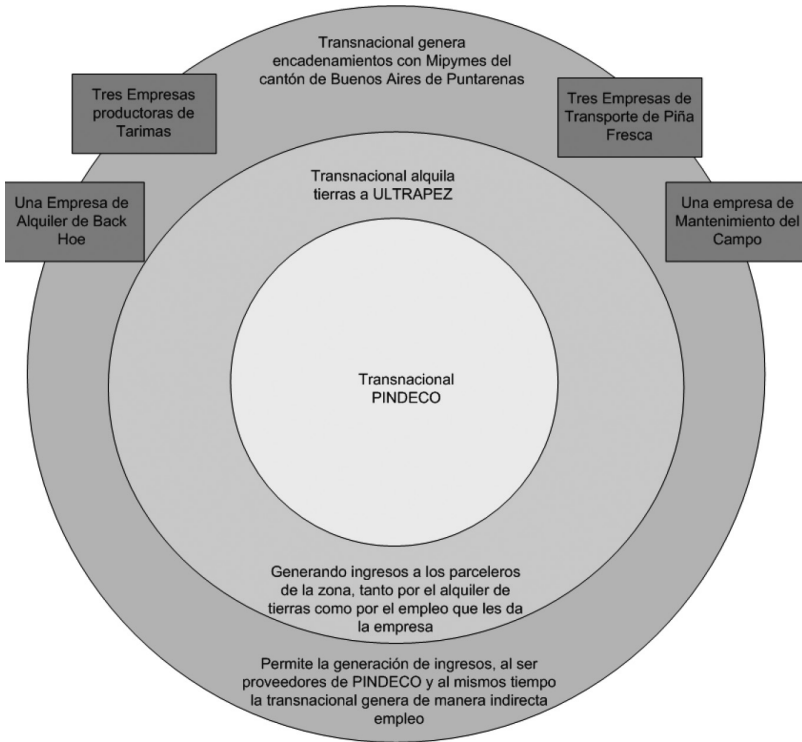 Transnacional genera
encadenamientos con Mipymes del
cantón de Buenos Aires de Puntarenas
Tres Empresas
productoras de
Tarimas
Tres Empresas de
Transporte de Piña
Fresca
Transnacional alquila
tierras a ULTRAPEZ
Una Empresa de
Alquiler de Back
Hoe
Una empresa de
Mantenimiento del
Campo
Transnacional
PINDECO
Generando ingresos a los parceleros
de la zona, tanto por el alquiler de
tierras como por el empleo que les da
la empresa
Permite la generación de ingresos, al ser
proveedores de PINDECO y al mismos tiempo
la transnacional genera de manera indirecta
empleo